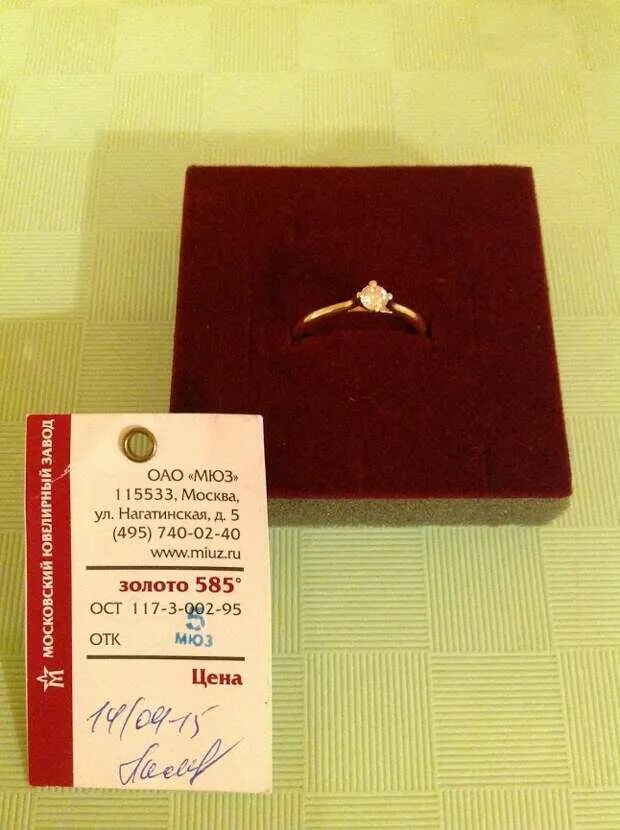 МОСКОВСКИЙ ЮВЕЛИРНЫЙ ЗАВОД
ОАО «МЮЗ»
115533, Москва,
ул. Нагатинская, д. 5
(495) 740-02-40
www.miuz.ru
золото 585°
ОСТ 117-3-002-95
5
ОТК МЮЗ
Цена
14/04-15